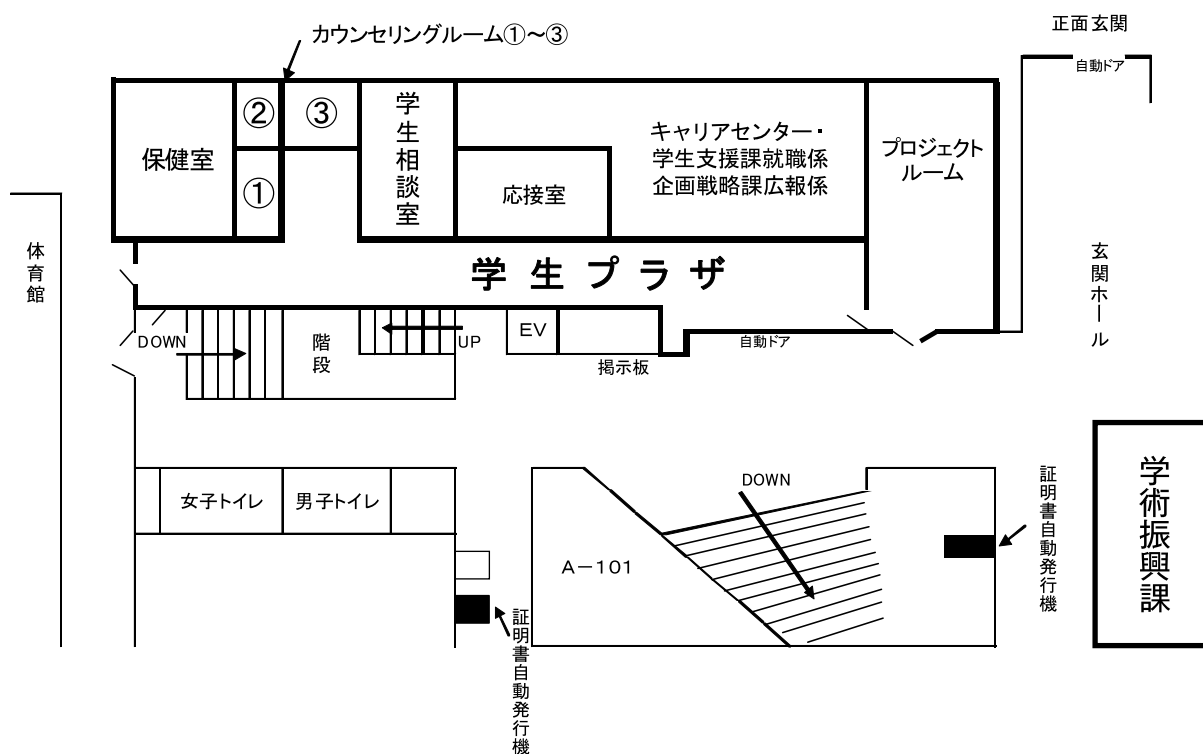 正面玄関
カウンセリングルーム①～③
自動ドア
保健室
②
③
①
学生相談室
応接室
キャリアセンター・
学生支援課就職係
企画戦略課広報係
プロジェクト
ルーム
体育館
学生プラザ
玄関ホール
DOWN
階段
UP
EV
掲示板
自動ドア
女子トイレ
男子トイレ
DOWN
A－101
証明書自動発行機
証明書自動発行機
学術振興課